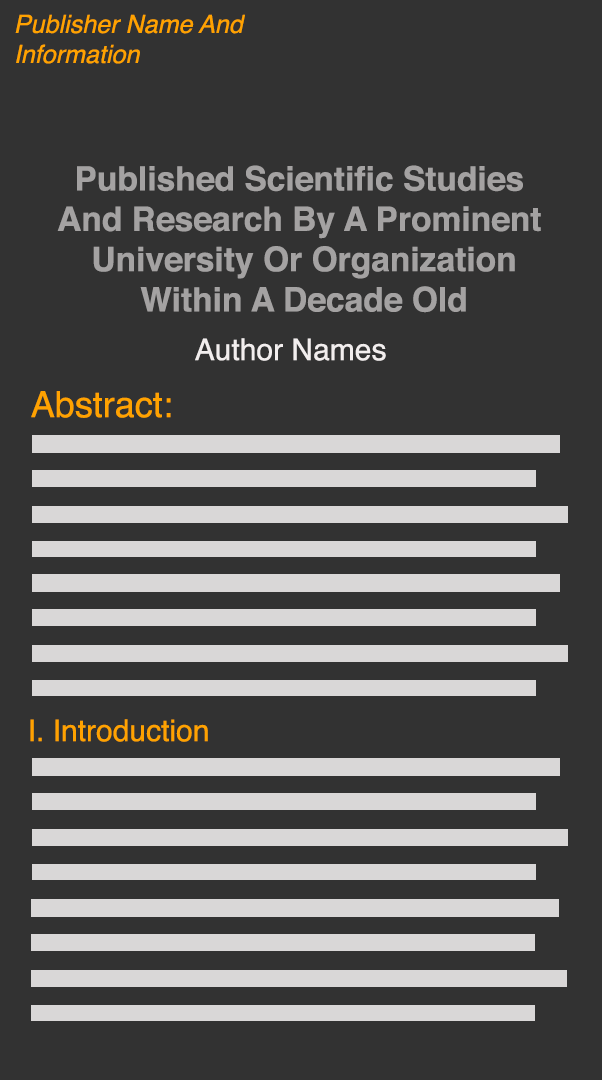 Publisher Name And
Information
Published Scientific Studies
And Research By A Prominent
University Or Organization
Within A Decade Old
Author Names
Abstract:
I. Introduction